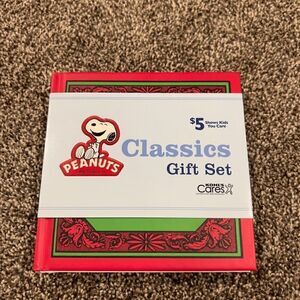 $5 Shows Kids
You Care
Classics
PEANUTS
Gift Set
KOHL'S
Cares